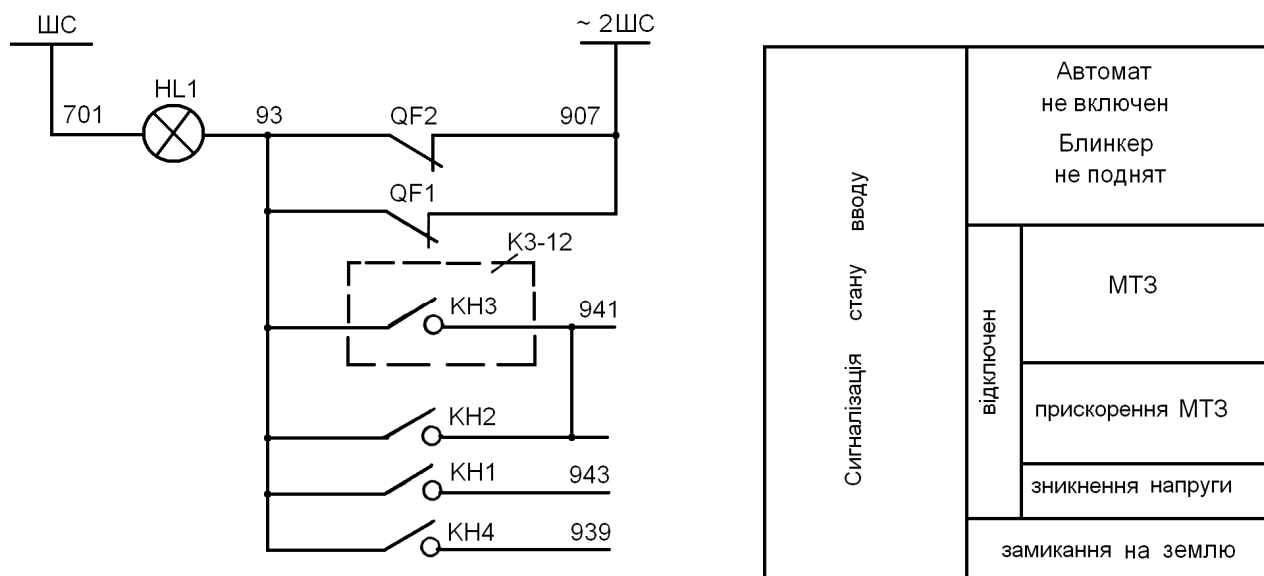 ШС
~ 2ШС
HL1
701
93
QF2
907
QF1
КЗ-12
КН3
941
КН2
КН1
943
КН4
939
Сигналізація стану вводу
Автомат
не включен
Блинкер
не поднят
відключен
МТЗ
прискорення МТЗ
зникнення напруги
замикання на землю